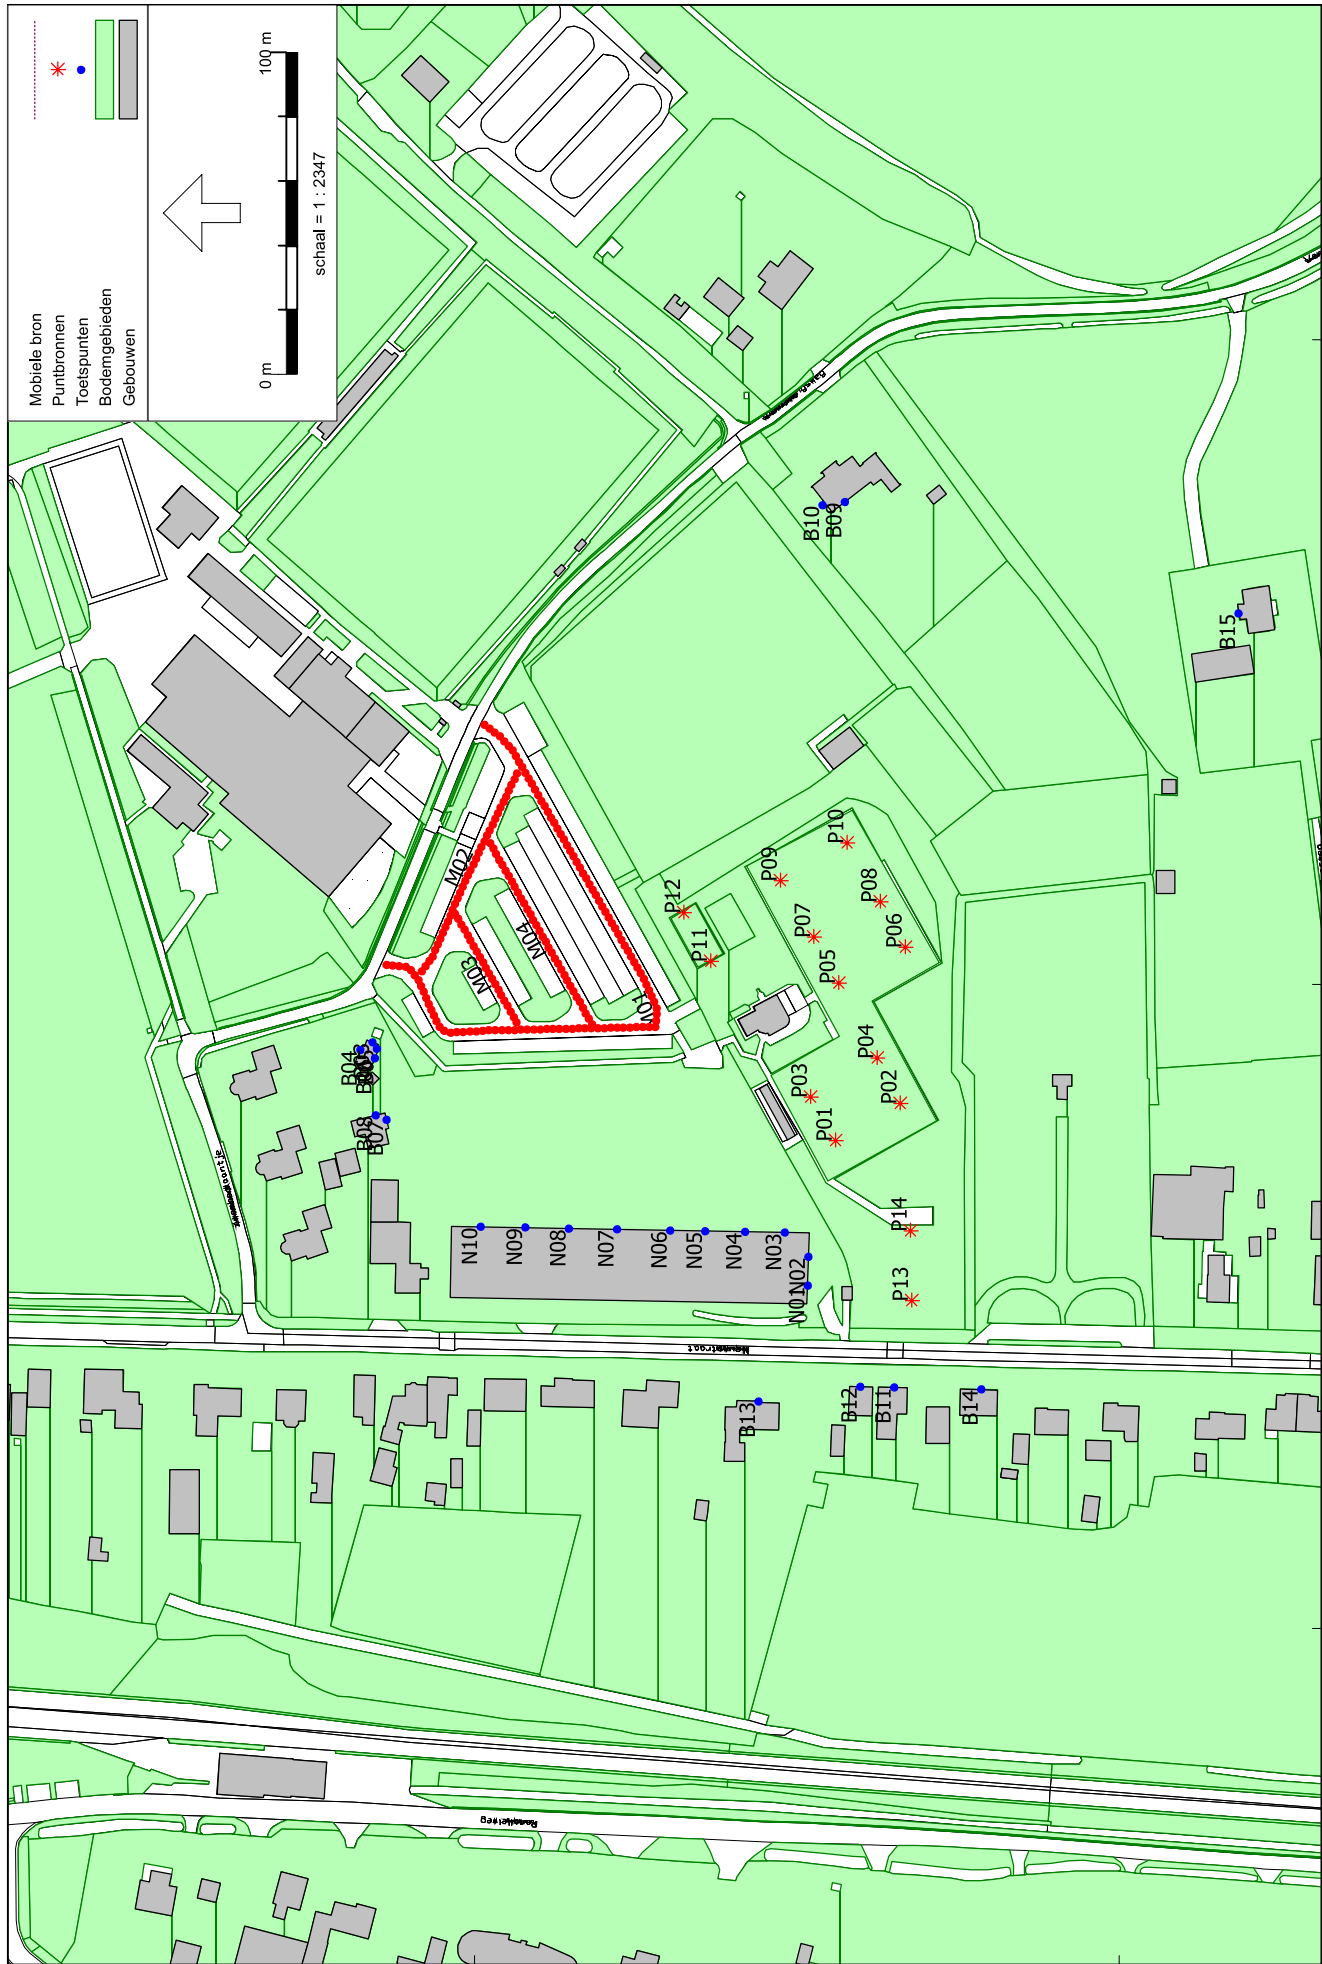 Mobiele bron
Puntbronnen
Toetspunten
Bodemgebieden
Gebouwen
0 m
100 m
schaal = 1 : 2347
M01
M02
M03
M04
P01
P02
P03
P04
P05
P06
P07
P08
P09
P10
P11
P12
P13
P14
N01
N02
N03
N04
N05
N06
N07
N08
N09
N10
B04
B07
B08
B09
B10
B11
B12
B13
B14
B15